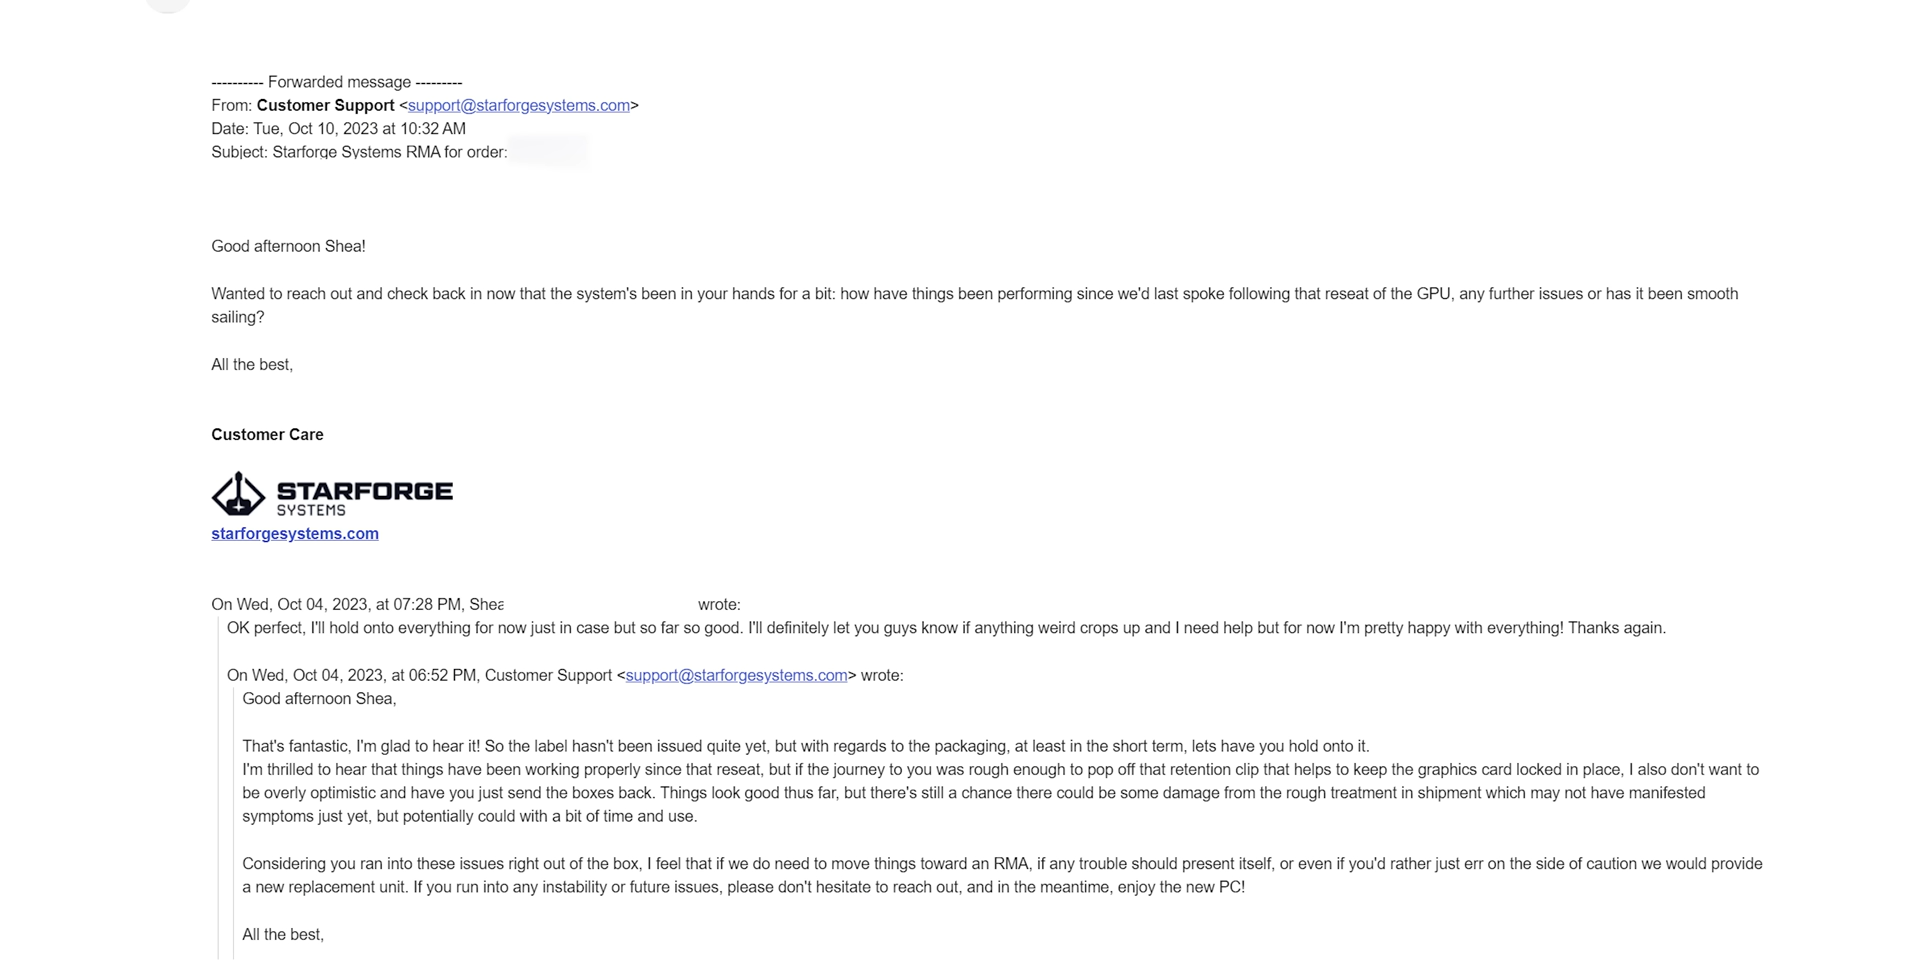 ---------- Forwarded message ---------
From: Customer Support <support@starforgesystems.com>
Date: Tue, Oct 10, 2023 at 10:32 AM
Subject: Starforge Systems RMA for order:
Good afternoon Shea!
Wanted to reach out and check back in now that the system's been in your hands for a bit: how have things been performing since we'd last spoke following that reseat of the GPU, any further issues or has it been smooth
sailing?
All the best,
Customer Care
STARFORGE
SYSTEMS
starforgesystems.com
On Wed, Oct 04, 2023, at 07:28 PM, Shea wrote:
OK perfect, I'll hold onto everything for now just in case but so far so good. I'll definitely let you guys know if anything weird crops up and I need help but for now I'm pretty happy with everything! Thanks again.
On Wed, Oct 04, 2023, at 06:52 PM, Customer Support <support@starforgesystems.com> wrote:
Good afternoon Shea,
That's fantastic, I'm glad to hear it! So the label hasn't been issued quite yet, but with regards to the packaging, at least in the short term, lets have you hold onto it.
I'm thrilled to hear that things have been working properly since that reseat, but if the journey to you was rough enough to pop off that retention clip that helps to keep the graphics card locked in place, I also don't want to
be overly optimistic and have you just send the boxes back. Things look good thus far, but there's still a chance there could be some damage from the rough treatment in shipment which may not have manifested
symptoms just yet, but potentially could with a bit of time and use.
Considering you ran into these issues right out of the box, I feel that if we do need to move things toward an RMA, if any trouble should present itself, or even if you'd rather just err on the side of caution we would provide
a new replacement unit. If you run into any instability or future issues, please don't hesitate to reach out, and in the meantime, enjoy the new PC!
All the best,